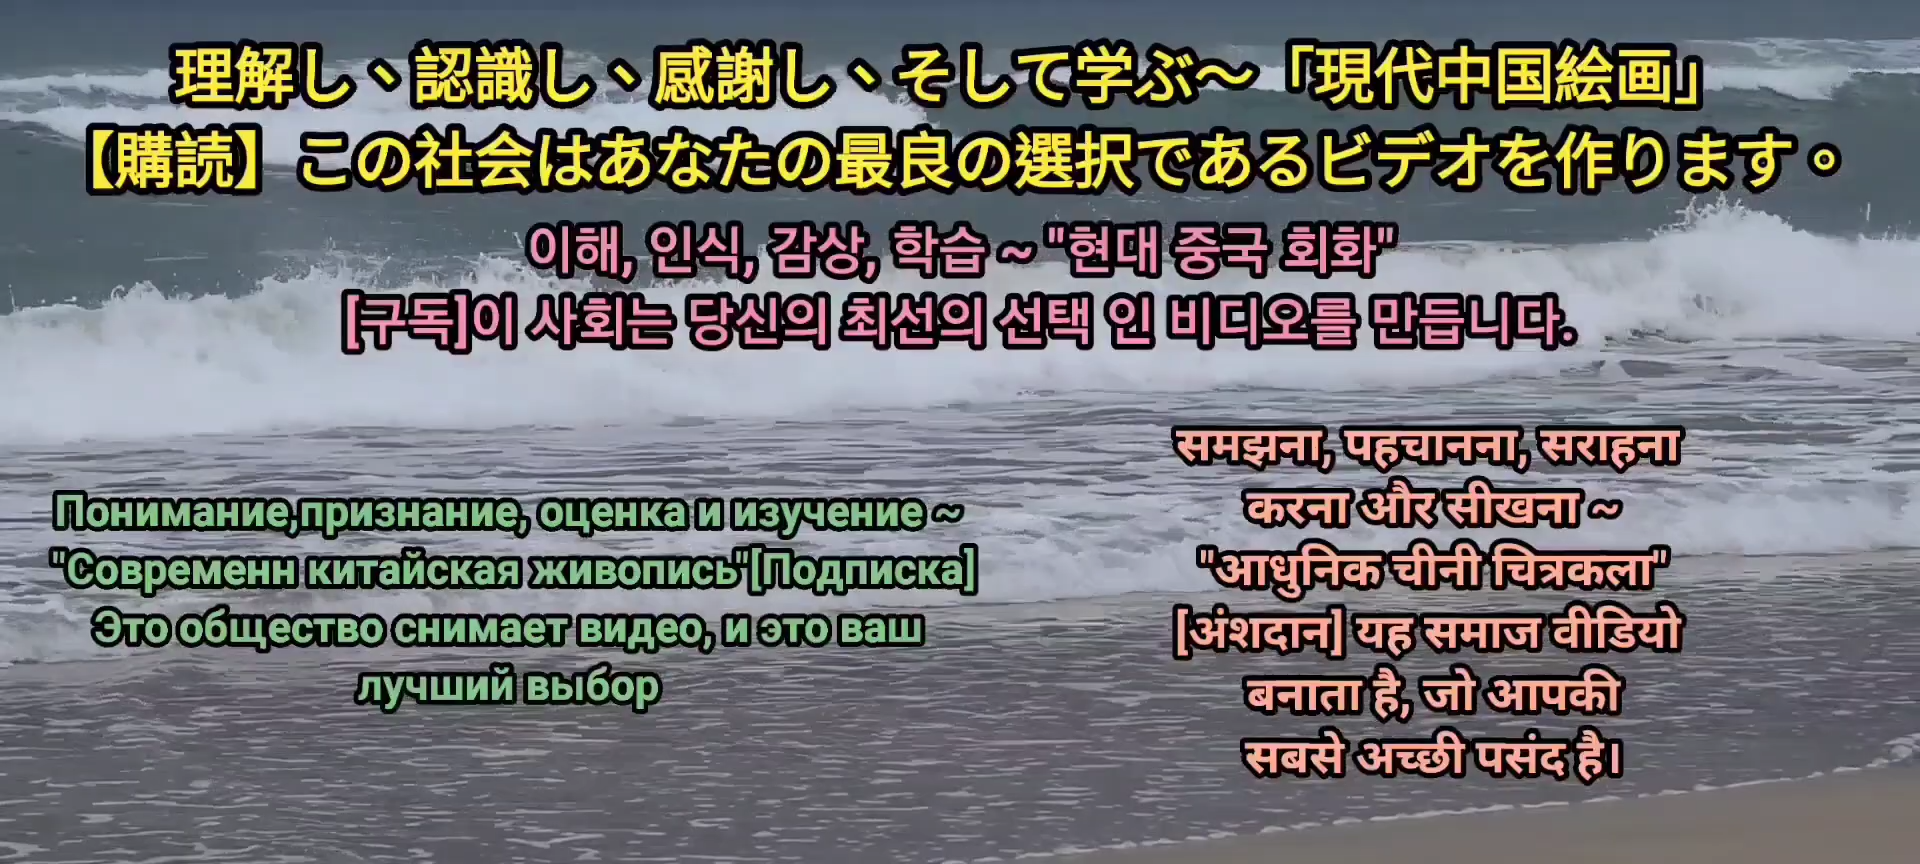 理解し、認識し、感謝し、そして学ぶ～「現代中国絵画」
【購読】この社会はあなたの最良の選択であるビデオを作ります。
이해, 인식, 감상, 학습 ~ "현대 중국 회화"
[구독]이 사회는 당신의 최선의 선택 인 비디오를 만듭니다.
Понимание,признание, оценка и изучение ~
"Современн китайская живопись"[Подписка]
Это общество снимает видео, и это ваш
лучший выбор
समझना, पहचानना, सराहना
करना और सीखना ~
"आधुनिक चीनी चित्रकला"
[अंशदान] यह समाज वीडियो
बनाता है, जो आपकी
सबसे अच्छी पसंद है।